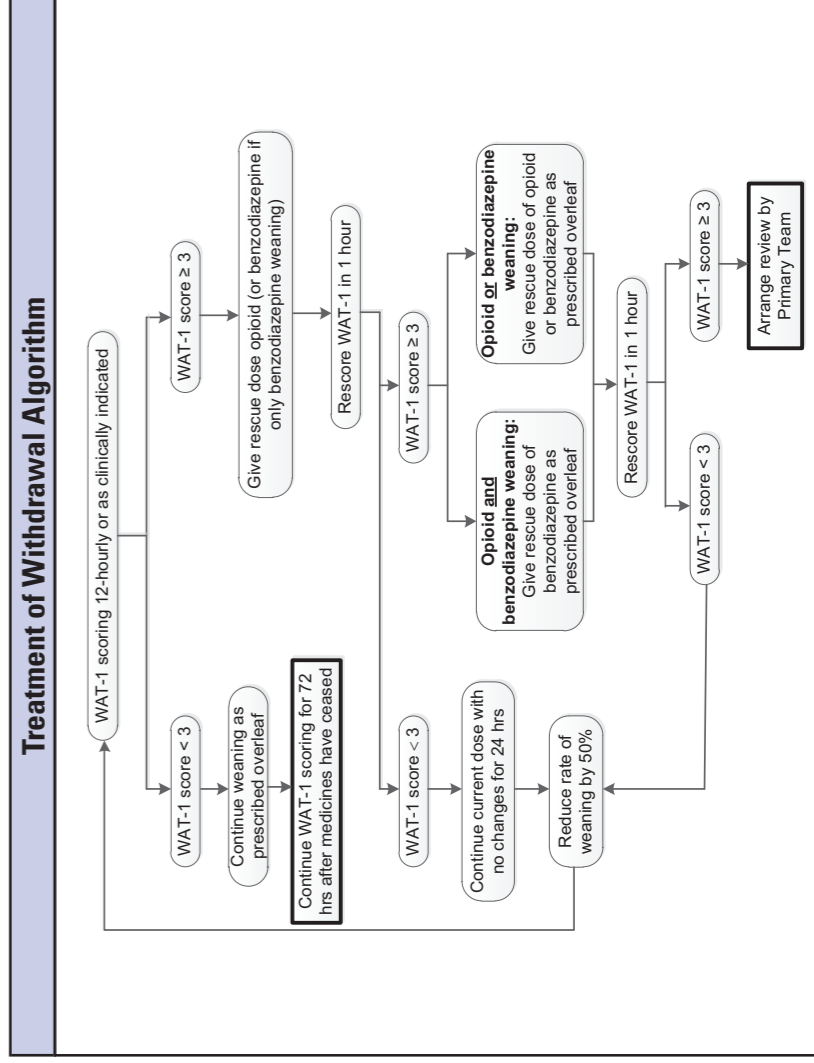 Treatment of Withdrawal Algorithm
WAT-1 scoring 12-hourly or as clinically indicated
WAT-1 score < 3
WAT-1 score ≥ 3
Continue weaning as
prescribed overleaf
Give rescue dose opioid (or benzodiazepine if
only benzodiazepine weaning)
Continue WAT-1 scoring for 72
hrs after medicines have ceased
Rescore WAT-1 in 1 hour
WAT-1 score < 3
WAT-1 score ≥ 3
Continue current dose with
no changes for 24 hrs
Opioid and
benzodiazepine weaning:
Give rescue dose of
benzodiazepine as
prescribed overleaf
Opioid or benzodiazepine
weaning:
Give rescue dose of opioid
or benzodiazepine as
prescribed overleaf
Reduce rate of
weaning by 50%
Rescore WAT-1 in 1 hour
WAT-1 score < 3
WAT-1 score ≥ 3
Arrange review by
Primary Team